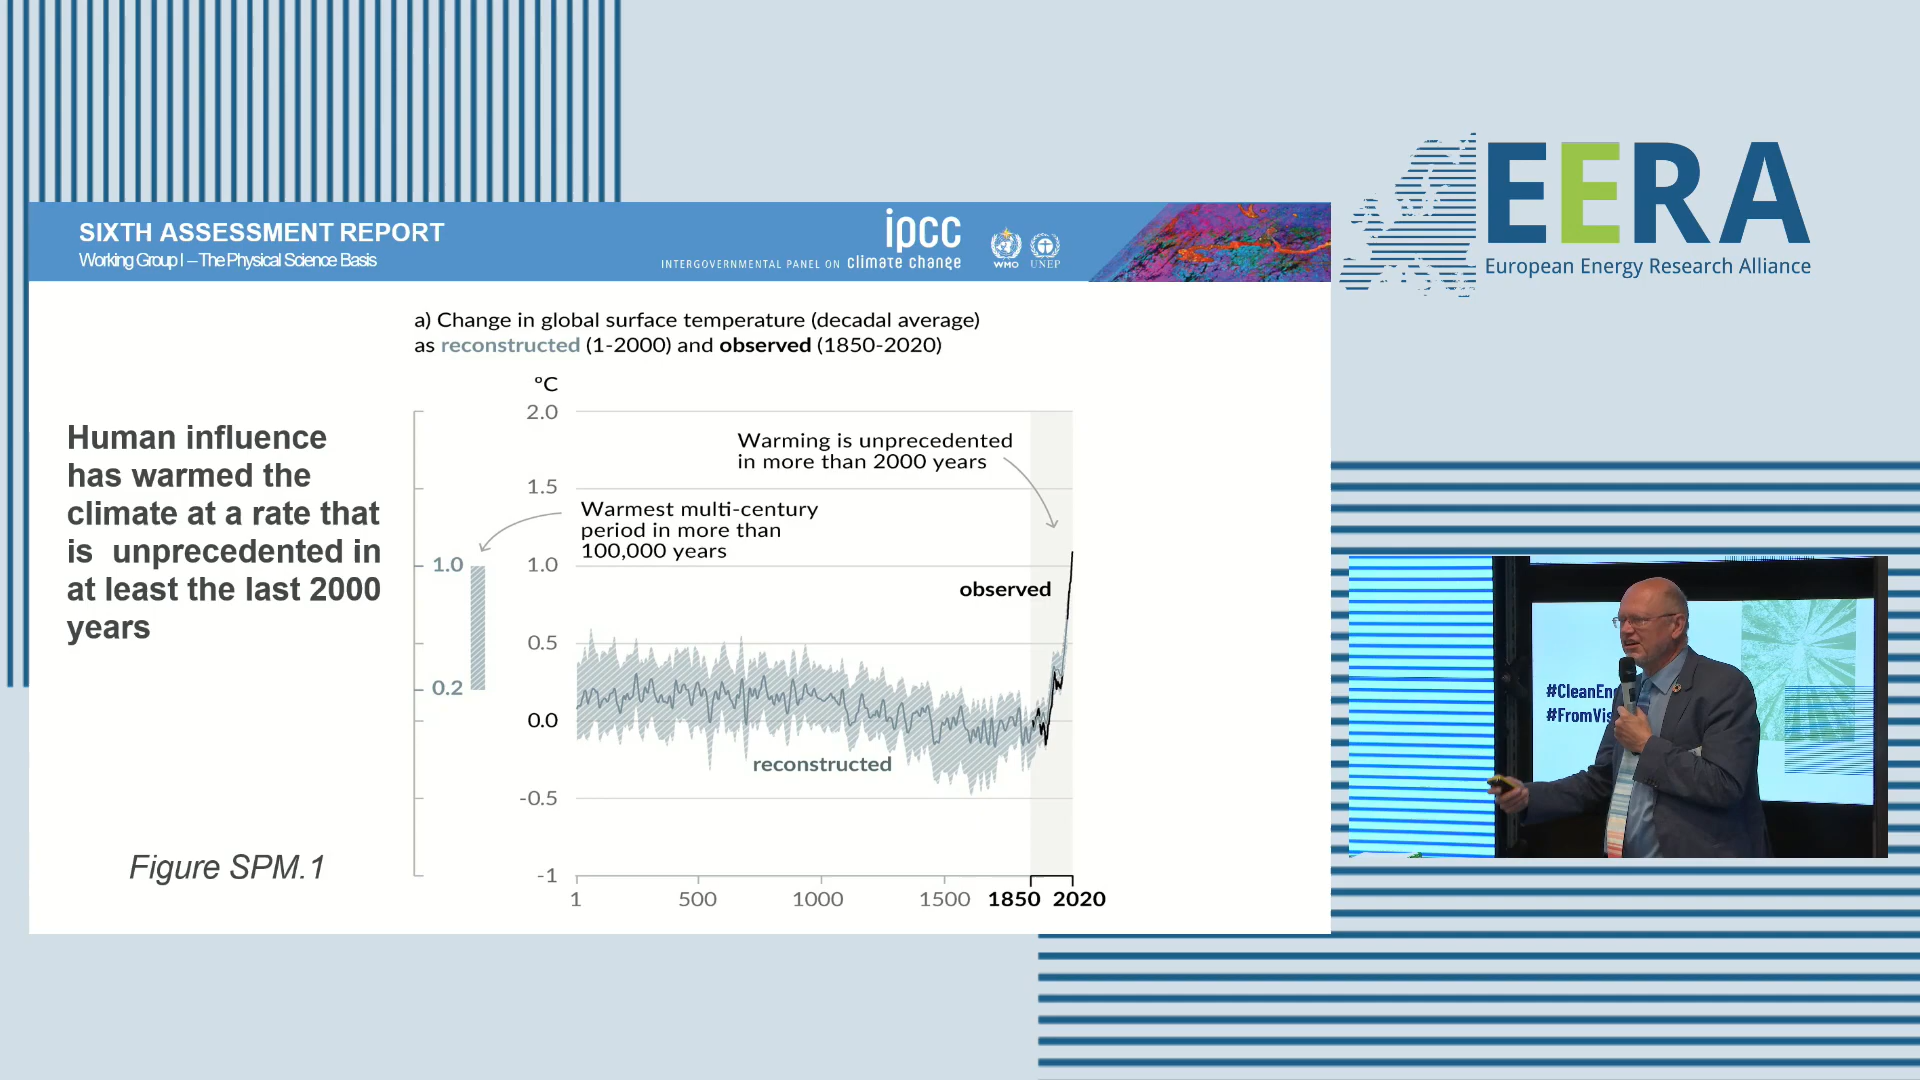 SIXTH ASSESSMENT REPORT
Working Group I – The Physical Science Basis
ipcc
INTERGOVERNMENTAL PANEL ON climate change
WMO
UNEP
EERA
European Energy Research Alliance
a) Change in global surface temperature (decadal average)
as reconstructed (1-2000) and observed (1850-2020)
Human influence
has warmed the
climate at a rate that
is unprecedented in
at least the last 2000
years
Figure SPM.1
°C
2.0
1.5
1.0
0.5
0.0
-0.5
-1
1.0
0.2
Warming is unprecedented
in more than 2000 years
Warmest multi-century
period in more than
100,000 years
observed
reconstructed
1 500 1000 1500 1850 2020
#CleanEn
#FromVis